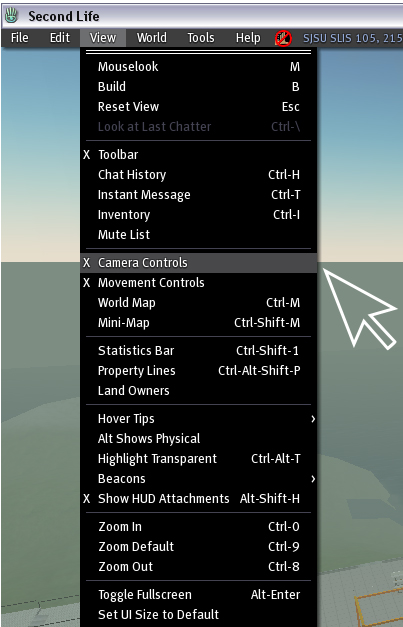 Second Life
File Edit View World Tools Help SJSU SLIS 105, 215
Mouselook M
Build B
Reset View Esc
Look at Last Chatter Ctrl-\
X Toolbar
Chat History Ctrl-H
Instant Message Ctrl-T
Inventory Ctrl-I
Mute List
X Camera Controls
X Movement Controls
World Map Ctrl-M
Mini-Map Ctrl-Shift-M
Statistics Bar Ctrl-Shift-1
Property Lines Ctrl-Alt-Shift-P
Land Owners
Hover Tips >
Alt Shows Physical
Highlight Transparent Ctrl-Alt-T
Beacons >
X Show HUD Attachments Alt-Shift-H
Zoom In Ctrl-0
Zoom Default Ctrl-9
Zoom Out Ctrl-8
Toggle Fullscreen Alt-Enter
Set UI Size to Default